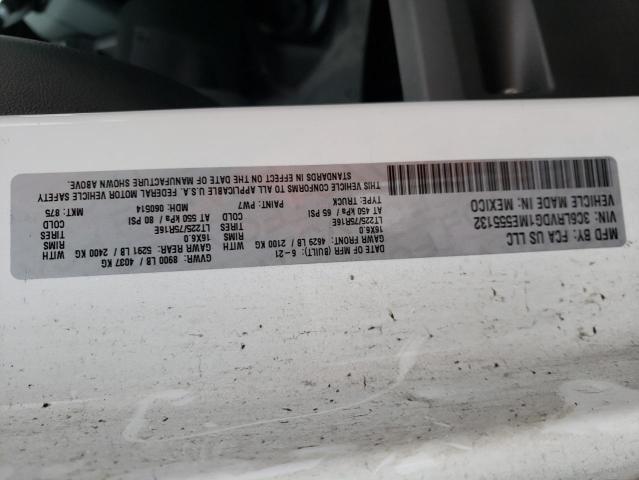 MFD BY: FCA US LLC
DATE OF MFR (BUILT): 6-21
GVWR: 8900 LB / 4037 KG
GAWR FRONT: 4629 LB / 2100 KG
GAWR REAR: 5291 LB / 2400 KG
WITH
16X6.0
RIMS
WITH
16X6.0
RIMS
LT225/75R16E
TIRES
LT225/75R16E
TIRES
AT 450 kPa / 65 PSI
COLD
AT 550 kPa / 80 PSI
COLD
TYPE: TRUCK
PAINT: PW7
MDH: 060514
MKT: 875
THIS VEHICLE CONFORMS TO ALL APPLICABLE U.S.A. FEDERAL MOTOR VEHICLE SAFETY
STANDARDS IN EFFECT ON THE DATE OF MANUFACTURE SHOWN ABOVE.
VIN: 3C6LRVDG1ME555132
VEHICLE MADE IN MEXICO